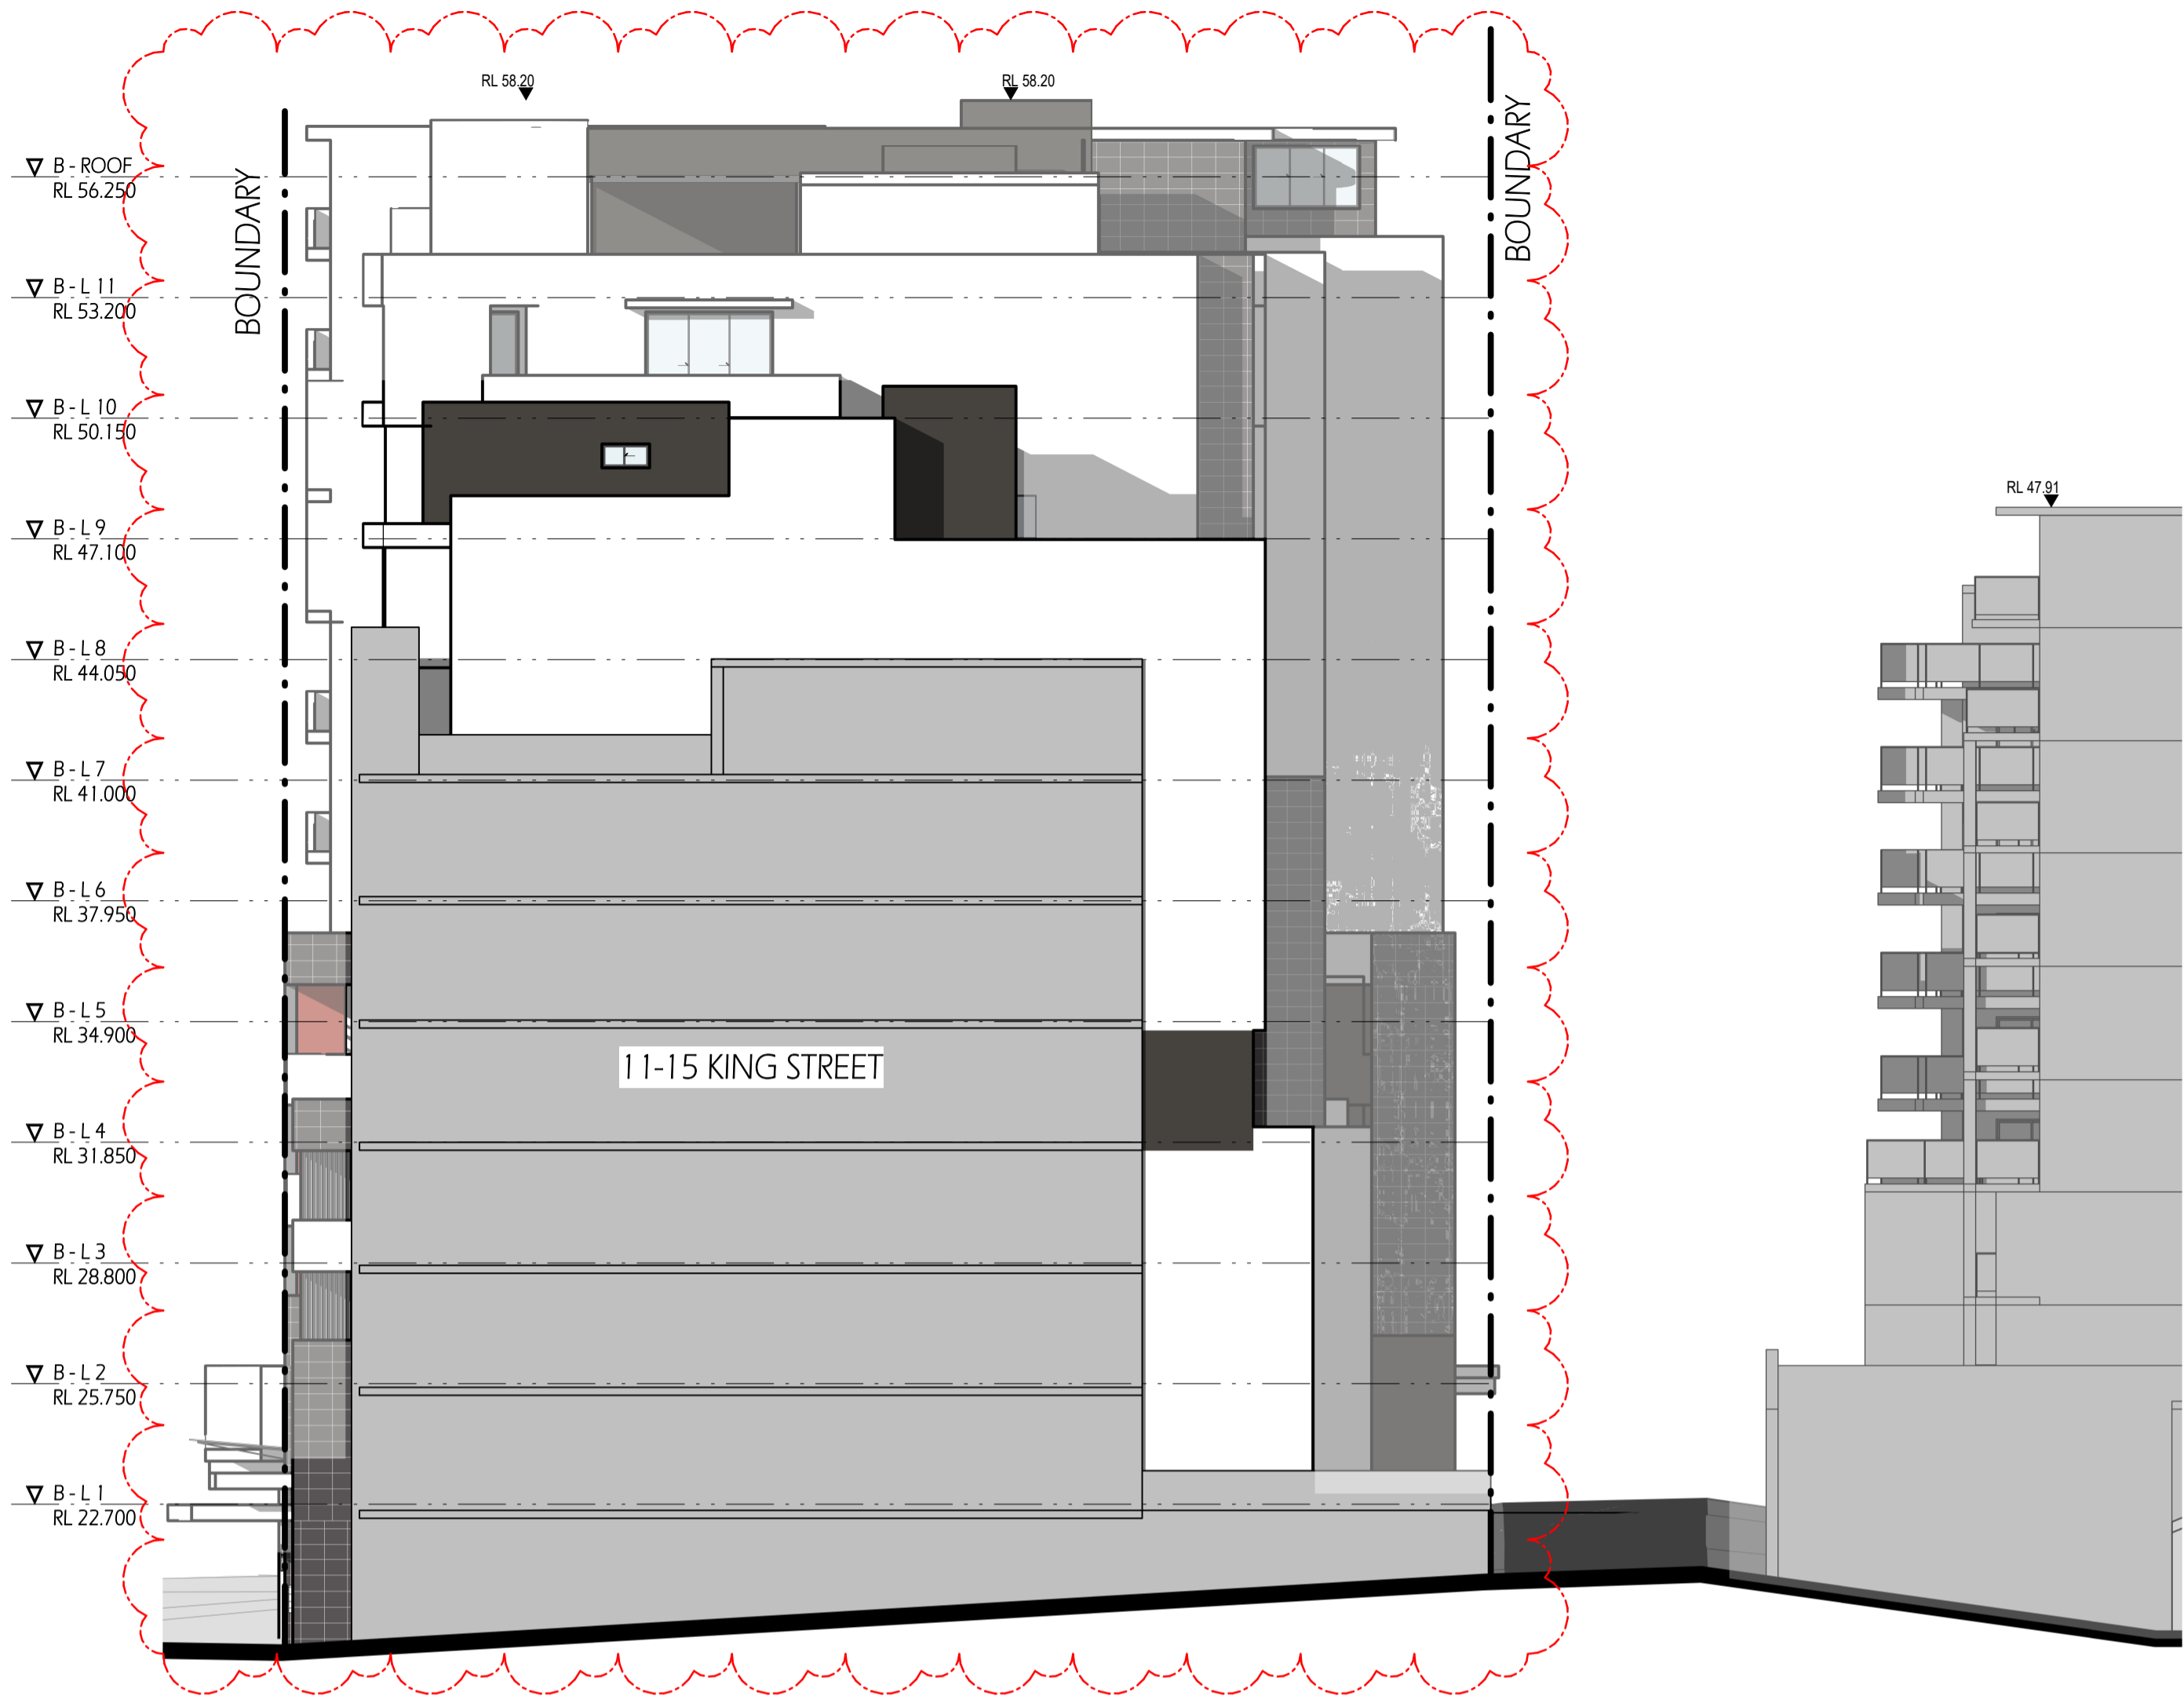 RL 58.20
RL 58.20
BOUNDARY
BOUNDARY
B - ROOF
RL 56.250
B - L 11
RL 53.200
B - L 10
RL 50.150
RL 47.91
B - L 9
RL 47.100
B - L 8
RL 44.050
B - L 7
RL 41.000
B - L 6
RL 37.950
B - L 5
RL 34.900
11-15 KING STREET
B - L 4
RL 31.850
B - L 3
RL 28.800
B - L 2
RL 25.750
B - L 1
RL 22.700